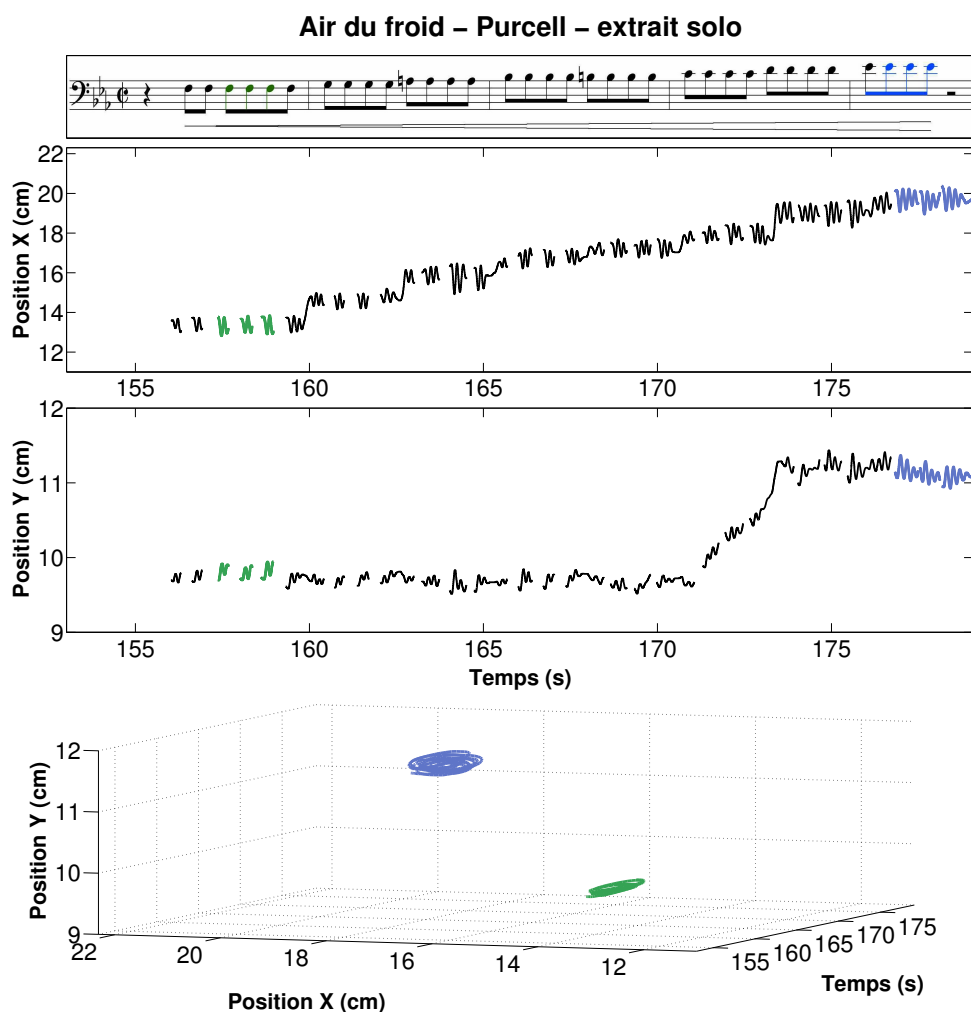 Air du froid – Purcell – extrait solo
22
20
18
16
14
12
Position X (cm)
155 160 165 170 175
12
11
10
9
Position Y (cm)
155 160 165 170 175
Temps (s)
12
11
10
9
Position Y (cm)
22 20 18 16 14 12
Position X (cm)
155 160 165 170 175
Temps (s)